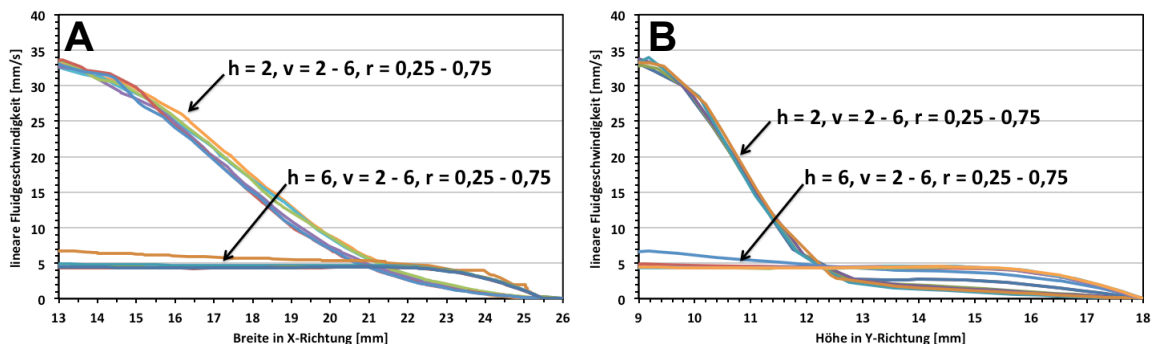 A
B
lineare Fluidgeschwindigkeit [mm/s]
40
35
30
25
20
15
10
5
0
h = 2, v = 2 - 6, r = 0,25 - 0,75
h = 6, v = 2 - 6, r = 0,25 - 0,75
13 14 15 16 17 18 19 20 21 22 23 24 25 26
Breite in X-Richtung [mm]
lineare Fluidgeschwindigkeit [mm/s]
40
35
30
25
20
15
10
5
0
h = 2, v = 2 - 6, r = 0,25 - 0,75
h = 6, v = 2 - 6, r = 0,25 - 0,75
9 10 11 12 13 14 15 16 17 18
Höhe in Y-Richtung [mm]